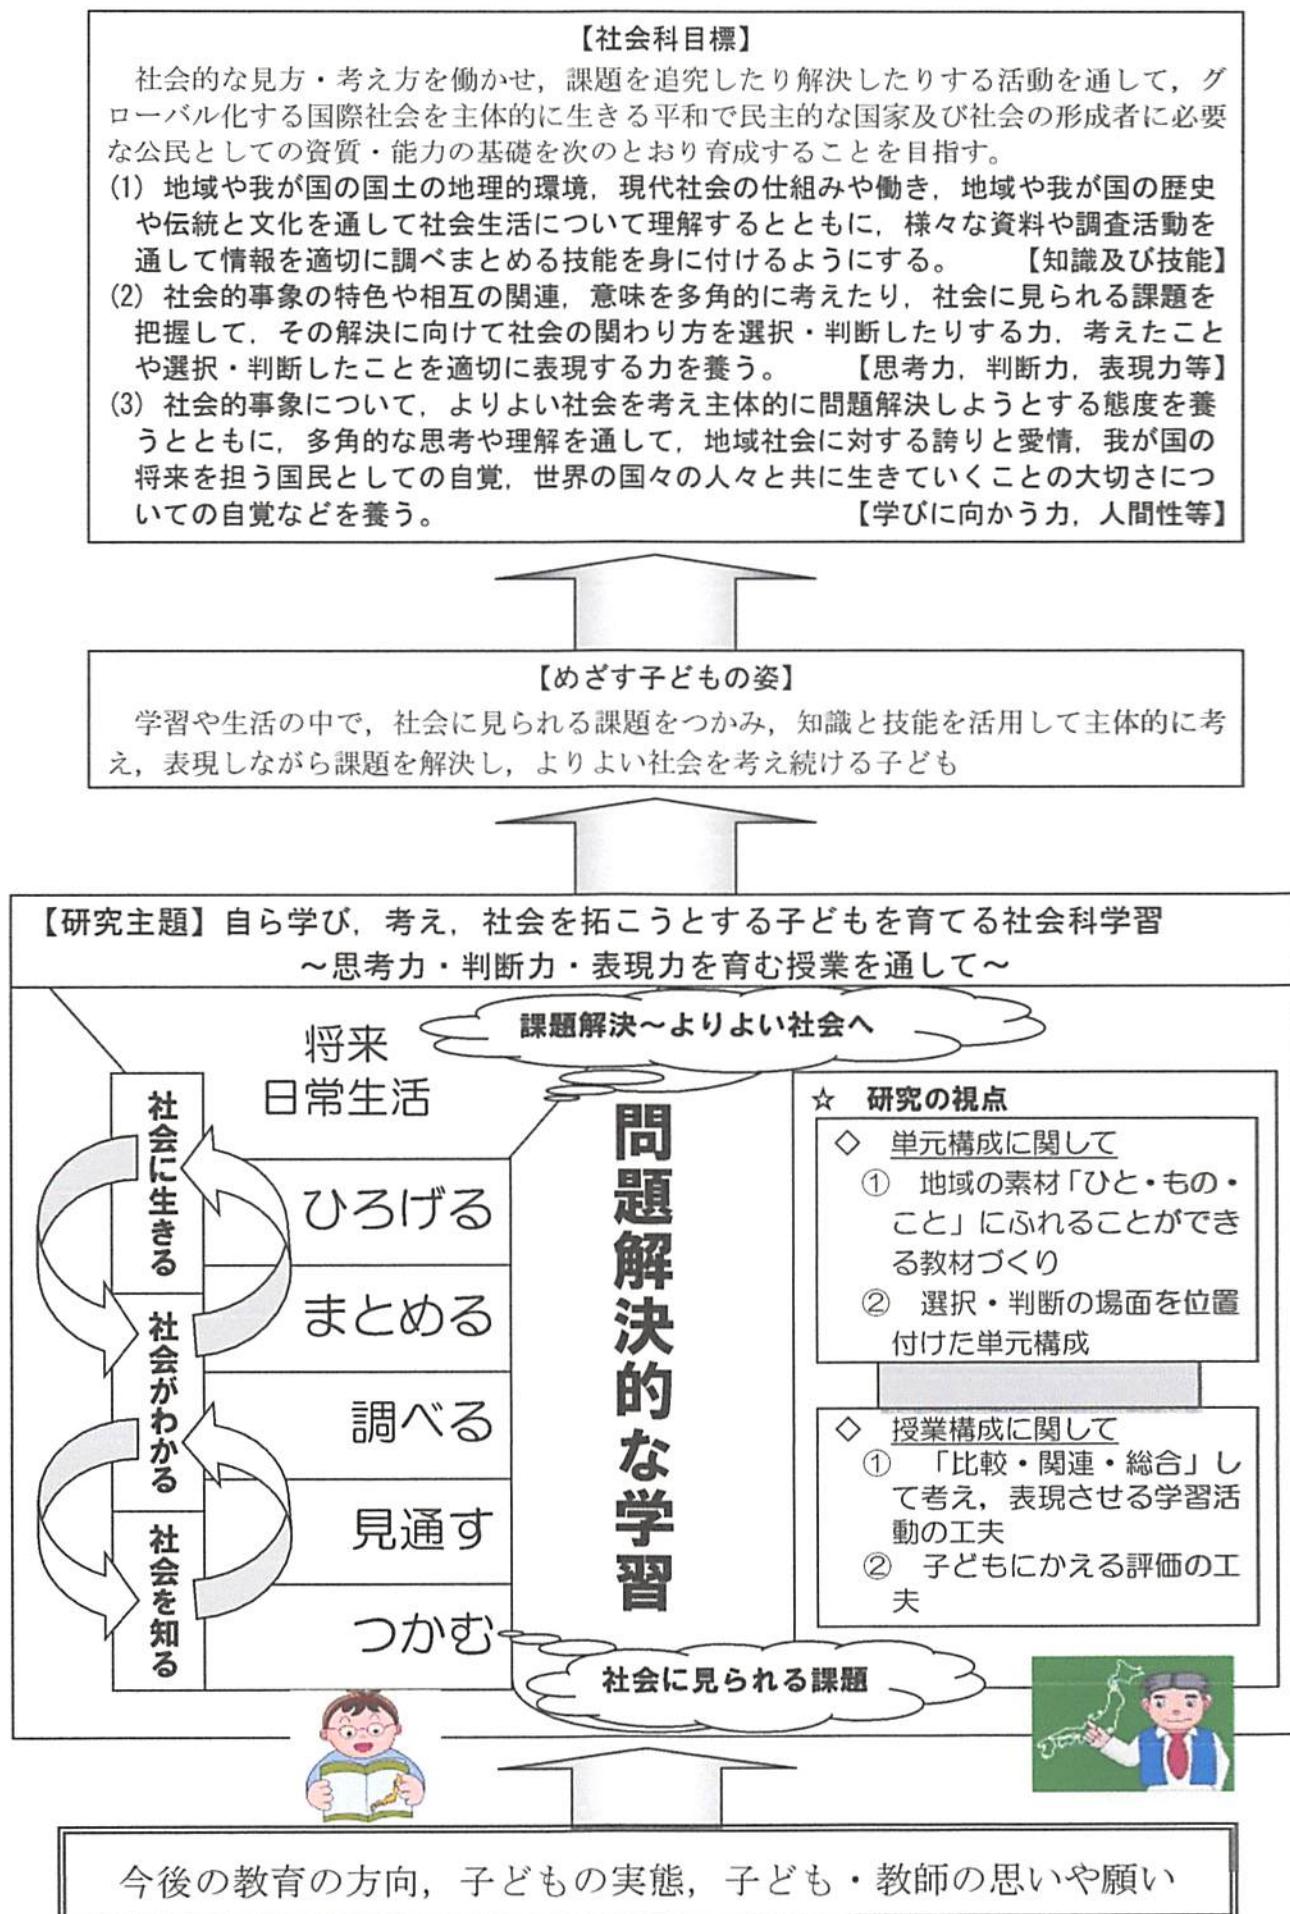 【社会科目標】
社会的な見方・考え方を働かせ，課題を追究したり解決したりする活動を通して，グ
ローバル化する国際社会を主体的に生きる平和で民主的な国家及び社会の形成者に必要
な公民としての資質・能力の基礎を次のとおり育成することを目指す。
(1) 地域や我が国の国土の地理的環境，現代社会の仕組みや働き，地域や我が国の歴史
や伝統と文化を通して社会生活について理解するとともに，様々な資料や調査活動を
通して情報を適切に調べまとめる技能を身に付けるようにする。 【知識及び技能】
(2) 社会的事象の特色や相互の関連，意味を多角的に考えたり，社会に見られる課題を
把握して，その解決に向けて社会の関わり方を選択・判断したりする力，考えたこと
や選択・判断したことを適切に表現する力を養う。 【思考力，判断力，表現力等】
(3) 社会的事象について，よりよい社会を考え主体的に問題解決しようとする態度を養
うとともに，多角的な思考や理解を通して，地域社会に対する誇りと愛情，我が国の
将来を担う国民としての自覚，世界の国々の人々と共に生きていくことの大切さにつ
いての自覚などを養う。 【学びに向かう力，人間性等】
【めざす子どもの姿】
学習や生活の中で，社会に見られる課題をつかみ，知識と技能を活用して主体的に考
え，表現しながら課題を解決し，よりよい社会を考え続ける子ども
【研究主題】自ら学び，考え，社会を拓こうとする子どもを育てる社会科学習
～思考力・判断力・表現力を育む授業を通して～
課題解決～よりよい社会へ
将来
日常生活
社会に生きる
社会がわかる
社会を知る
ひろげる
まとめる
調べる
見通す
つかむ
問題解決的な学習
社会に見られる課題
☆ 研究の視点
◇ 単元構成に関して
① 地域の素材「ひと・もの・
こと」にふれることができ
る教材づくり
② 選択・判断の場面を位置
付けた単元構成
◇ 授業構成に関して
① 「比較・関連・総合」し
て考え，表現させる学習活
動の工夫
② 子どもにかえる評価の工
夫
今後の教育の方向，子どもの実態，子ども・教師の思いや願い